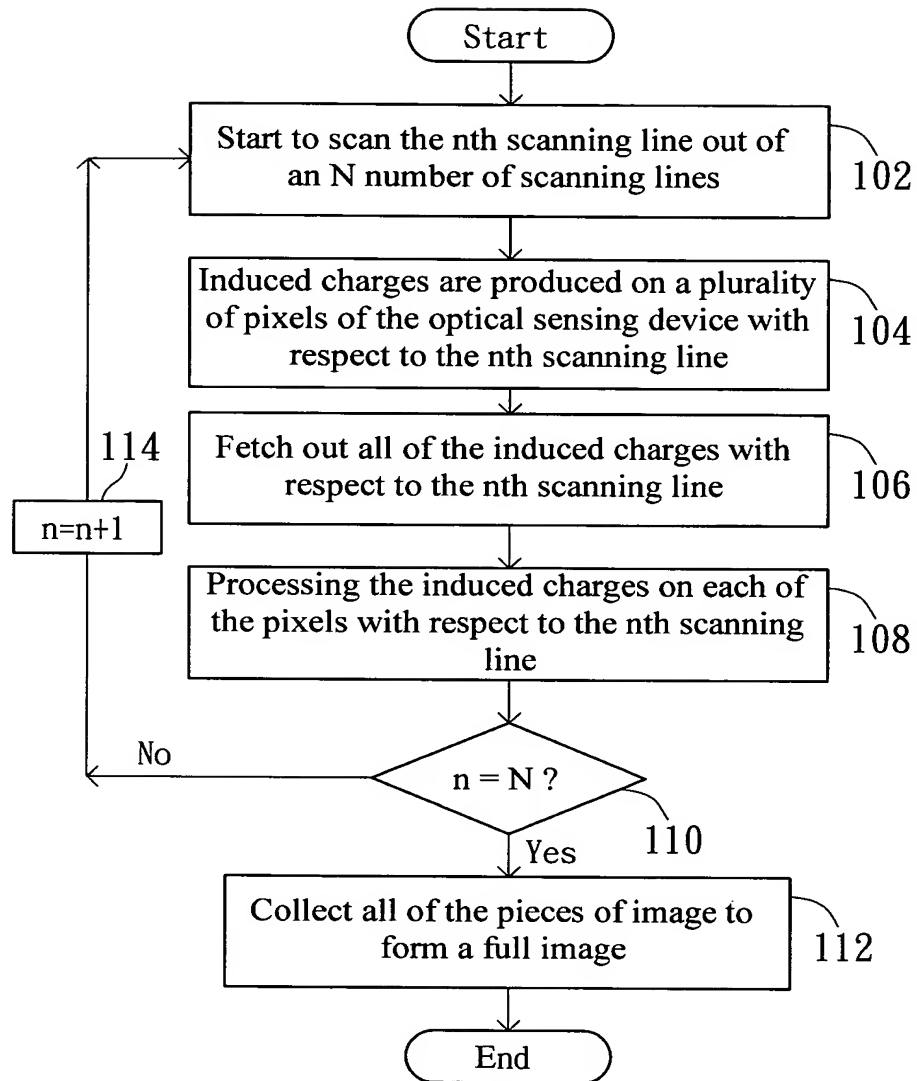 Start
Start to scan the nth scanning line out of
an N number of scanning lines
102
Induced charges are produced on a plurality
of pixels of the optical sensing device with
respect to the nth scanning line
104
Fetch out all of the induced charges with
respect to the nth scanning line
106
114
n=n+1
Processing the induced charges on each of
the pixels with respect to the nth scanning
line
108
No
n = N ?
110
Yes
Collect all of the pieces of image to
form a full image
112
End